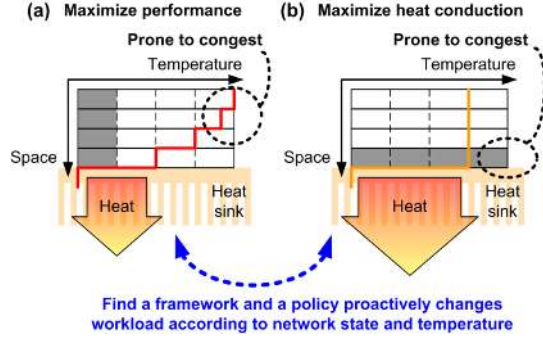 (a) Maximize performance
Prone to congest
Temperature
Space
Heat
Heat
sink
(b) Maximize heat conduction
Prone to congest
Temperature
Space
Heat
Heat
sink
Find a framework and a policy proactively changes
workload according to network state and temperature